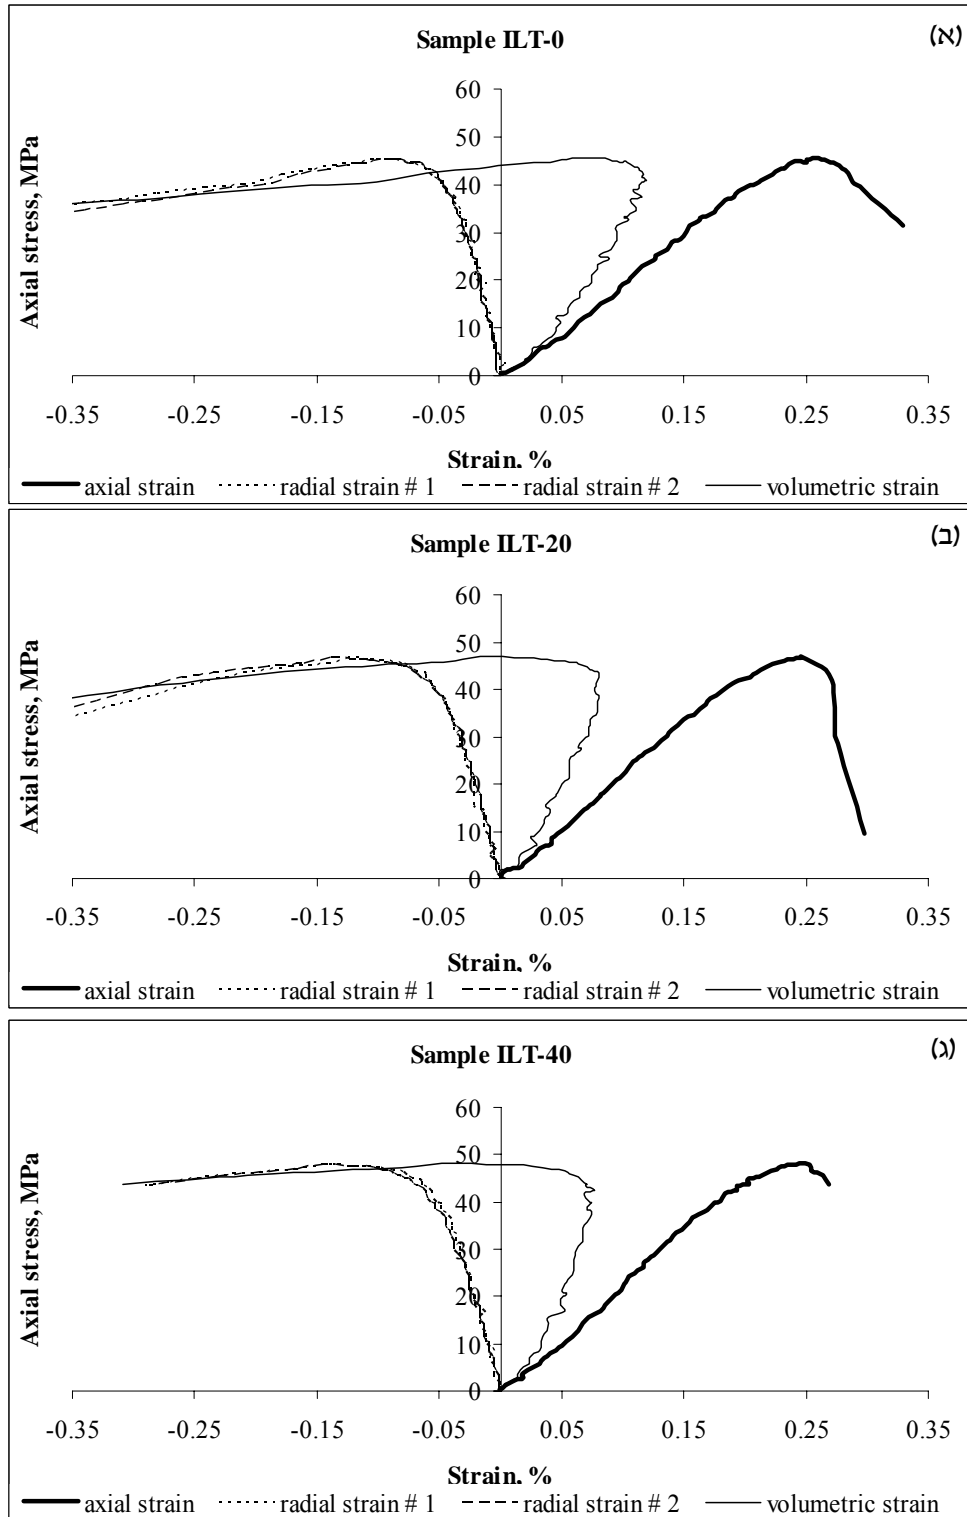 Sample ILT-0
(א)
60
50
40
30
20
10
0
Axial stress, MPa
-0.35 -0.25 -0.15 -0.05 0.05 0.15 0.25 0.35
Strain, %
axial strain radial strain # 1 radial strain # 2 volumetric strain
Sample ILT-20
(ב)
60
50
40
30
20
10
0
Axial stress, MPa
-0.35 -0.25 -0.15 -0.05 0.05 0.15 0.25 0.35
Strain, %
axial strain radial strain # 1 radial strain # 2 volumetric strain
Sample ILT-40
(ג)
60
50
40
30
20
10
0
Axial stress, MPa
-0.35 -0.25 -0.15 -0.05 0.05 0.15 0.25 0.35
Strain, %
axial strain radial strain # 1 radial strain # 2 volumetric strain